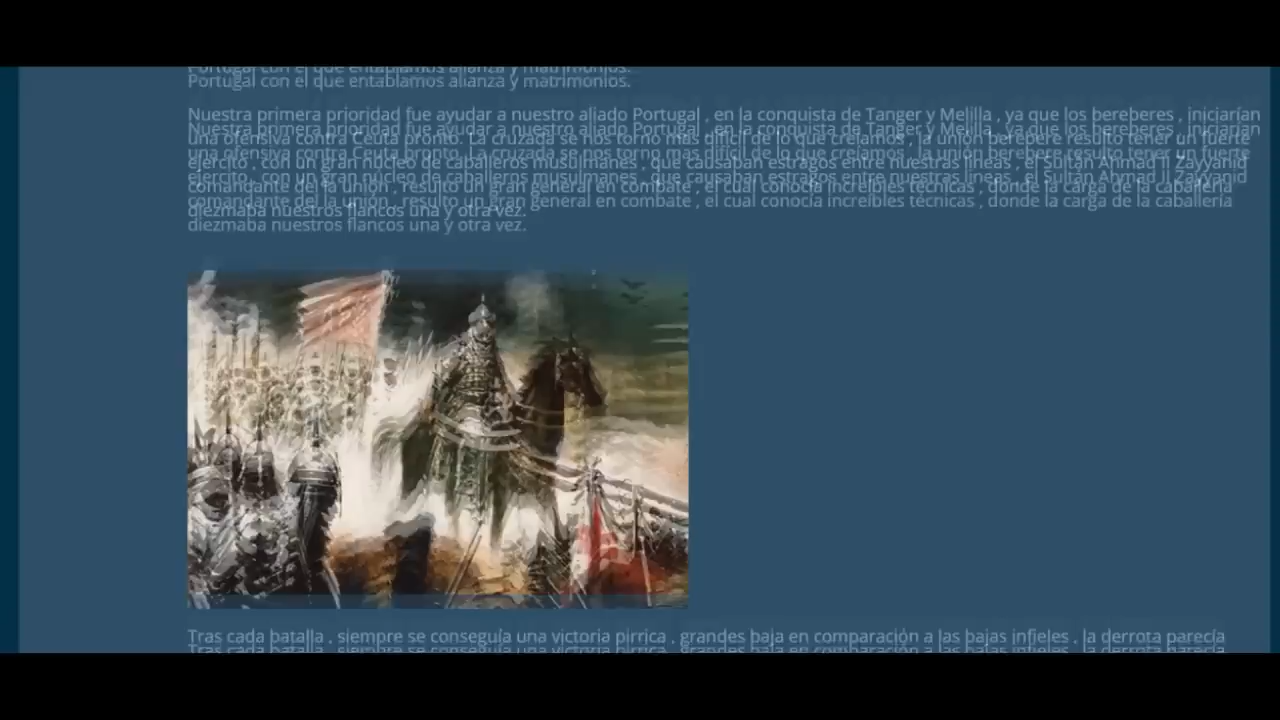 Portugal con el que entablamos alianza y matrimonios.
Nuestra primera prioridad fue ayudar a nuestro aliado Portugal , en la conquista de Tanger y Melilla , ya que los bereberes , iniciarían
una ofensiva contra Ceuta pronto. La cruzada se nos torno más difícil de lo que creíamos , la unión bereber resulto tener un fuerte
ejercito , con un gran núcleo de caballeros musulmanes , que causaban estragos entre nuestras lineas , el Sultán Ahmad II Zayyanid
comandante del la unión , resulto un gran general en combate , el cual conocía increíbles técnicas , donde la carga de la caballería
diezmaba nuestros flancos una y otra vez.
Tras cada batalla , siempre se conseguía una victoria pirrica , grandes baja en comparación a las bajas infieles , la derrota parecía